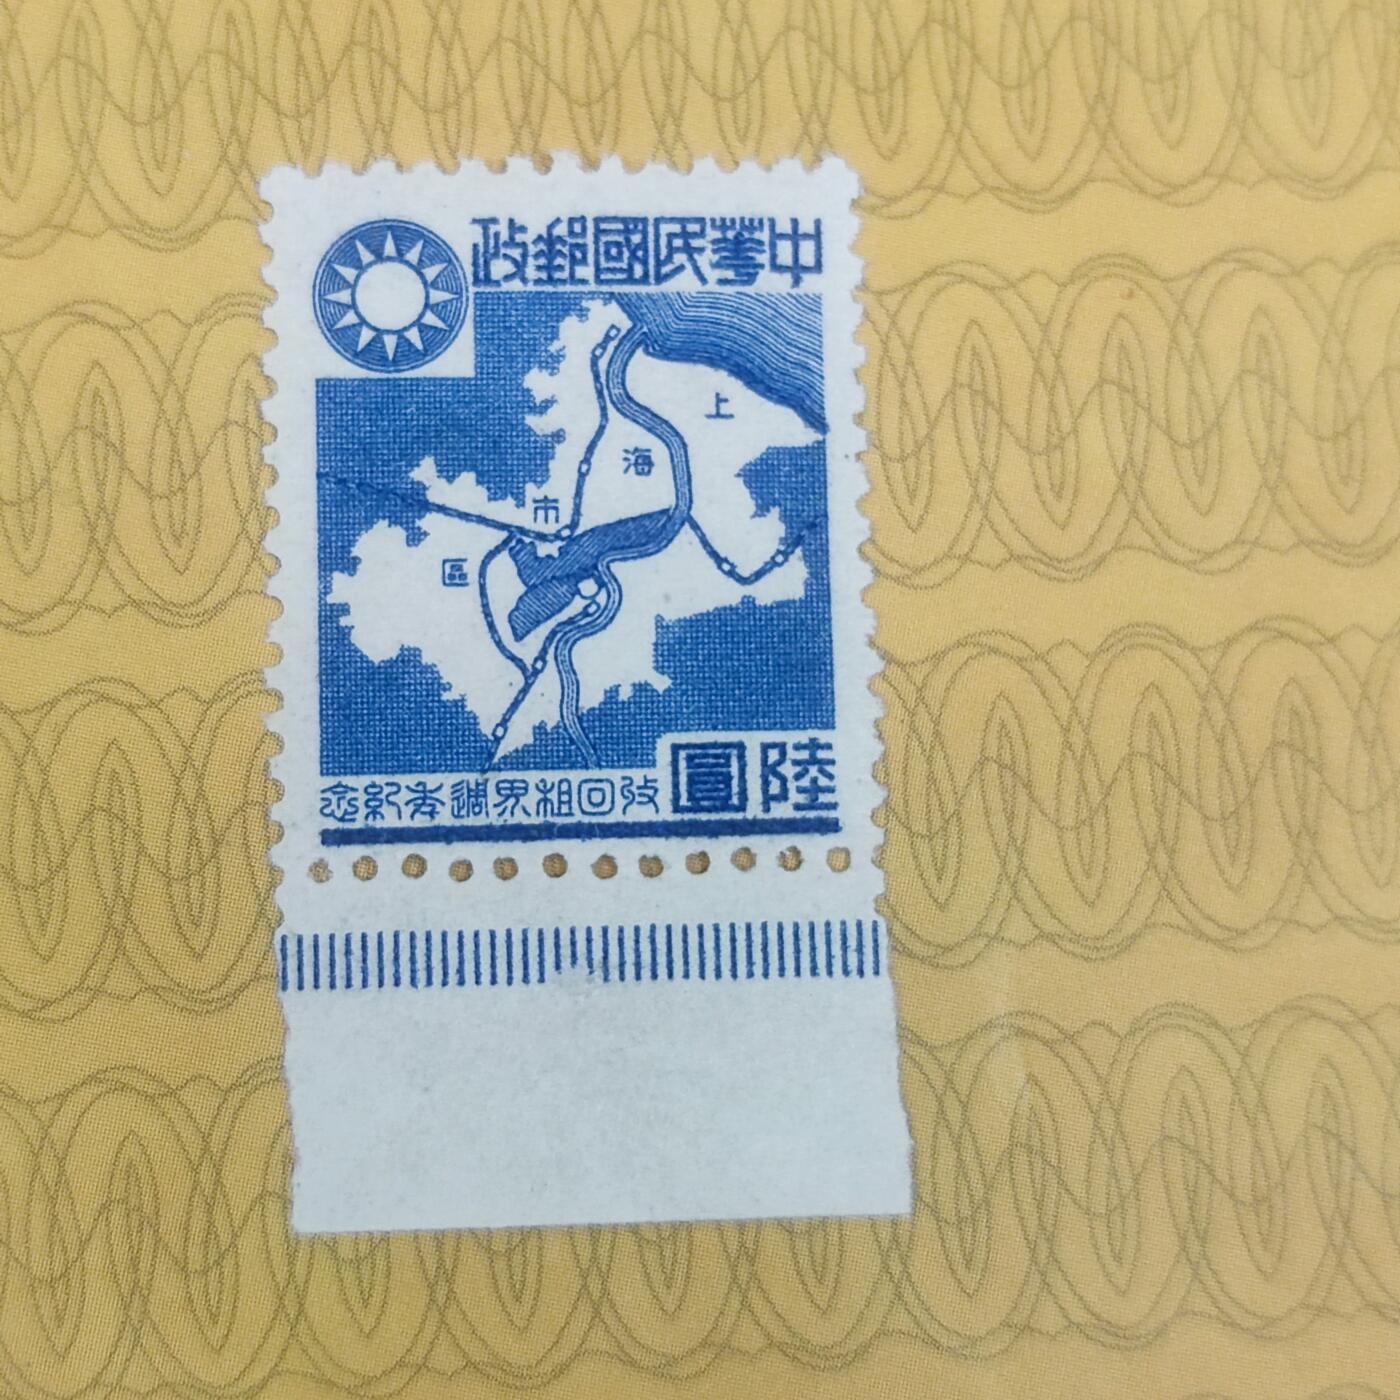 中華民國郵政
上海市區
陸圓
收回租界週年紀念